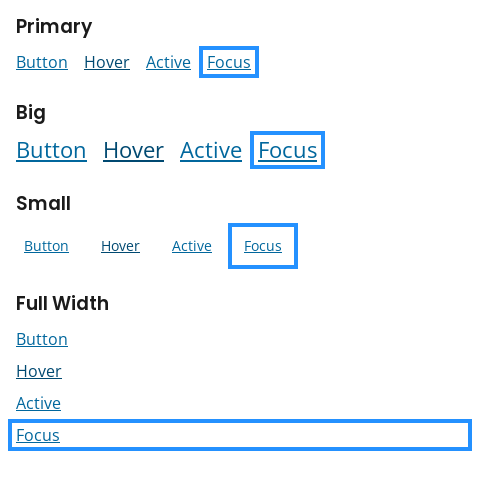 Primary
Button Hover Active Focus
Big
Button Hover Active Focus
Small
Button Hover Active Focus
Full Width
Button
Hover
Active
Focus